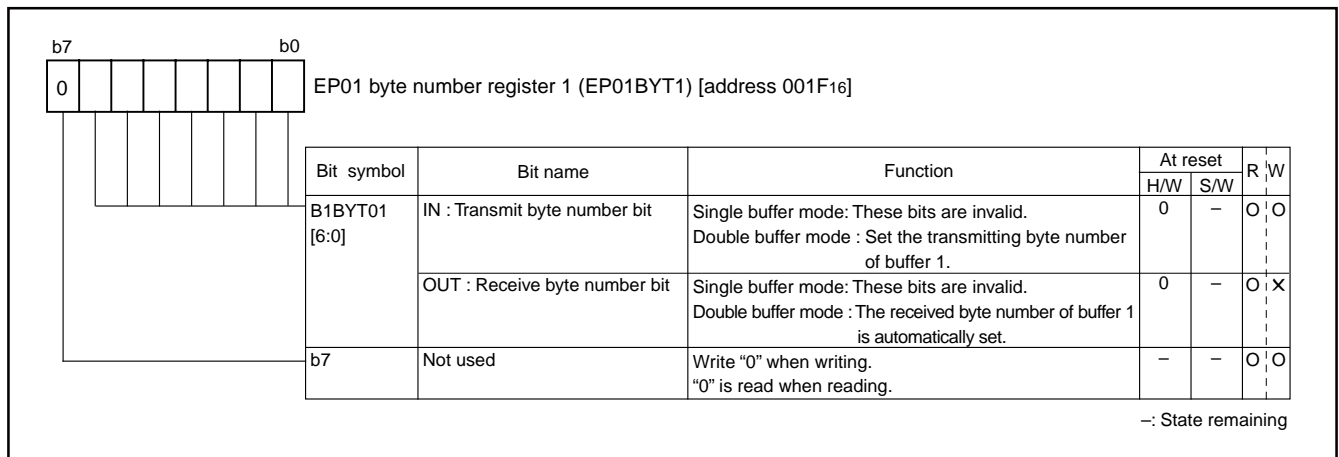 b7 b0
0 EP01 byte number register 1 (EP01BYT1) [address 001F16]
Bit symbol Bit name Function At reset R W
H/W S/W
B1BYT01 IN : Transmit byte number bit Single buffer mode: These bits are invalid. 0 – O O
[6:0] Double buffer mode : Set the transmitting byte number
of buffer 1.
OUT : Receive byte number bit Single buffer mode: These bits are invalid. 0 – O ×
Double buffer mode : The received byte number of buffer 1
is automatically set.
b7 Not used Write “0” when writing. – – O O
“0” is read when reading.
–: State remaining